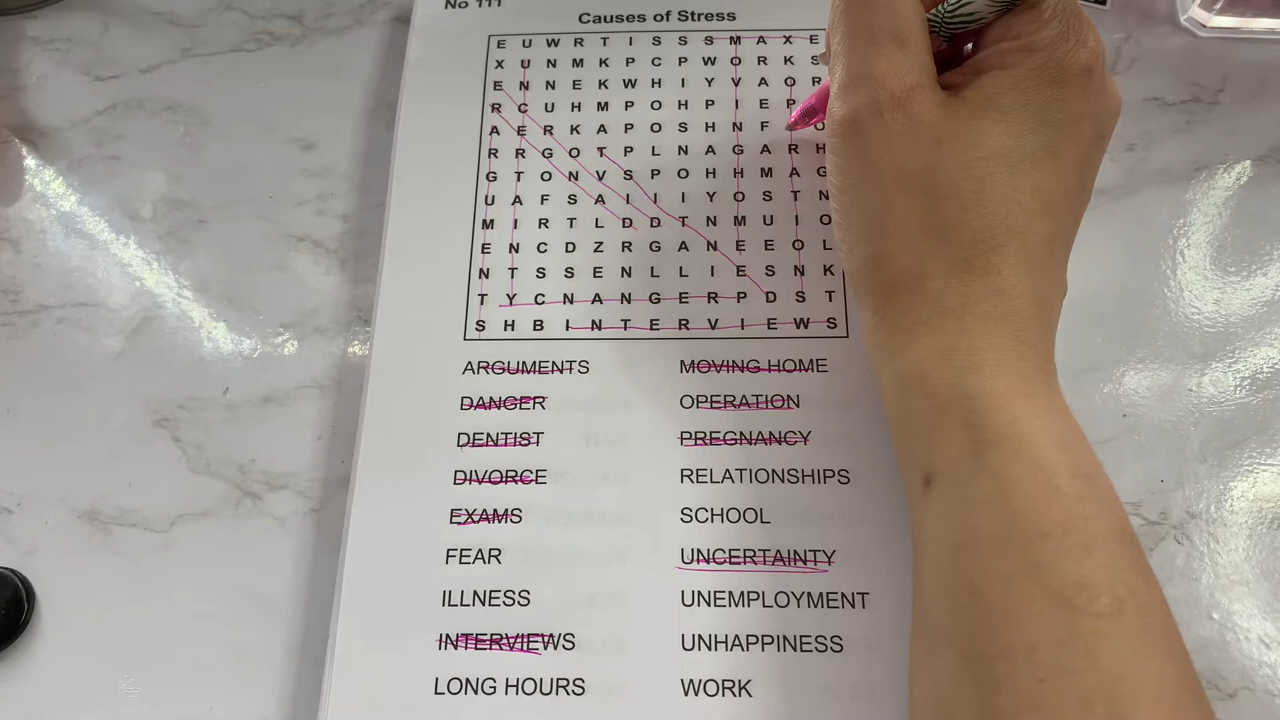 No 111
Causes of Stress
E U W R T I S S S M A X E
X U N M K P C P W O R K S
E N N E K W H I Y V A O R
R C U H M P O H P I E P
A E R K A P O S H N F O
R R G O T P L N A G A R H
G T O N V S P O H H M A G
U A F S A I I I Y O S T N
M I R T L D D T N M U I O
E N C D Z R G A N E E O L
N T S S E N L L I E S N K
T Y C N A N G E R P D S T
S H B I N T E R V I E W S
ARGUMENTS MOVING HOME
DANGER OPERATION
DENTIST PREGNANCY
DIVORCE RELATIONSHIPS
EXAMS SCHOOL
FEAR UNCERTAINTY
ILLNESS UNEMPLOYMENT
INTERVIEWS UNHAPPINESS
LONG HOURS WORK